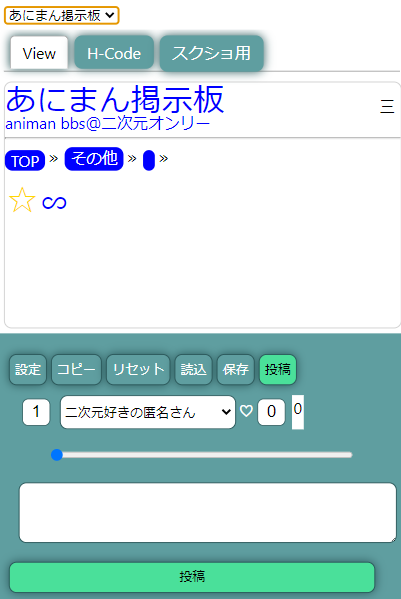 あにまん掲示板
View H-Code スクショ用
あにまん掲示板
animan bbs@二次元オンリー 三
TOP » その他 » »
☆ ∽
設定 コピー リセット 読込 保存 投稿
1 二次元好きの匿名さん ♡ 0 0
投稿